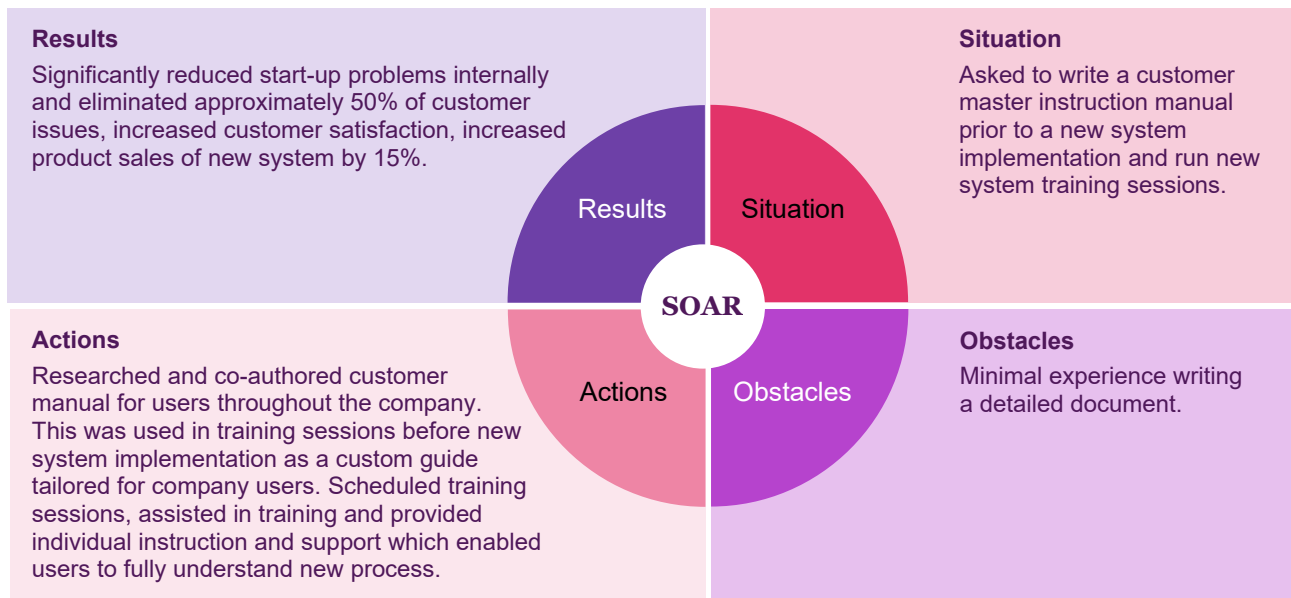 Results
Significantly reduced start-up problems internally
and eliminated approximately 50% of customer
issues, increased customer satisfaction, increased
product sales of new system by 15%.
Situation
Asked to write a customer
master instruction manual
prior to a new system
implementation and run new
system training sessions.
Results
Situation
SOAR
Actions
Obstacles
Actions
Researched and co-authored customer
manual for users throughout the company.
This was used in training sessions before new
system implementation as a custom guide
tailored for company users. Scheduled training
sessions, assisted in training and provided
individual instruction and support which enabled
users to fully understand new process.
Obstacles
Minimal experience writing
a detailed document.